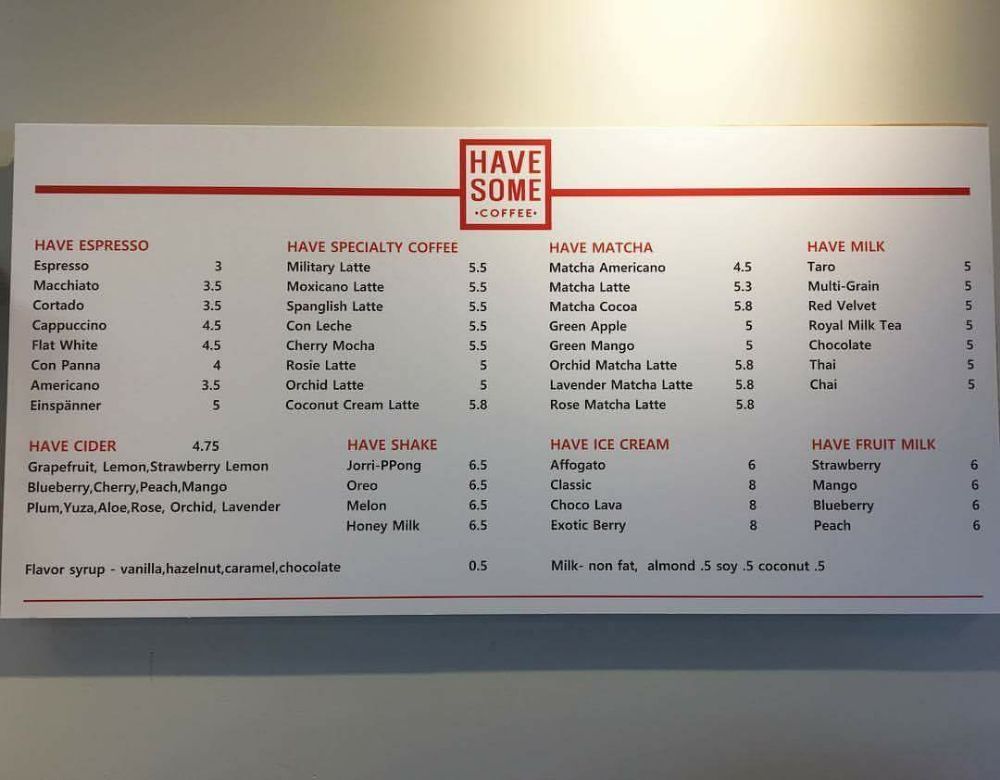 HAVE
SOME
•COFFEE•
HAVE ESPRESSO
Espresso 3
Macchiato 3.5
Cortado 3.5
Cappuccino 4.5
Flat White 4.5
Con Panna 4
Americano 3.5
Einspänner 5
HAVE SPECIALTY COFFEE
Military Latte 5.5
Moxicano Latte 5.5
Spanglish Latte 5.5
Con Leche 5.5
Cherry Mocha 5.5
Rosie Latte 5
Orchid Latte 5
Coconut Cream Latte 5.8
HAVE MATCHA
Matcha Americano 4.5
Matcha Latte 5.3
Matcha Cocoa 5.8
Green Apple 5
Green Mango 5
Orchid Matcha Latte 5.8
Lavender Matcha Latte 5.8
Rose Matcha Latte 5.8
HAVE MILK
Taro 5
Multi-Grain 5
Red Velvet 5
Royal Milk Tea 5
Chocolate 5
Thai 5
Chai 5
HAVE CIDER 4.75
Grapefruit, Lemon,Strawberry Lemon
Blueberry,Cherry,Peach,Mango
Plum,Yuza,Aloe,Rose, Orchid, Lavender
HAVE SHAKE
Jorri-PPong 6.5
Oreo 6.5
Melon 6.5
Honey Milk 6.5
HAVE ICE CREAM
Affogato 6
Classic 8
Choco Lava 8
Exotic Berry 8
HAVE FRUIT MILK
Strawberry 6
Mango 6
Blueberry 6
Peach 6
Flavor syrup - vanilla,hazelnut,caramel,chocolate 0.5
Milk- non fat, almond .5 soy .5 coconut .5